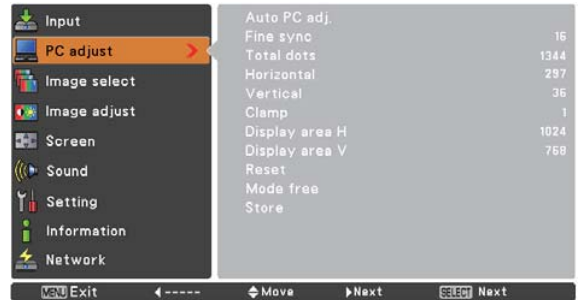 Input
PC adjust
Image select
Image adjust
Screen
Sound
Setting
Information
Network
Auto PC adj.
Fine sync 16
Total dots 1344
Horizontal 297
Vertical 36
Clamp 1
Display area H 1024
Display area V 768
Reset
Mode free
Store
MENU Exit ◀----- ◆Move ▶Next SELECT Next